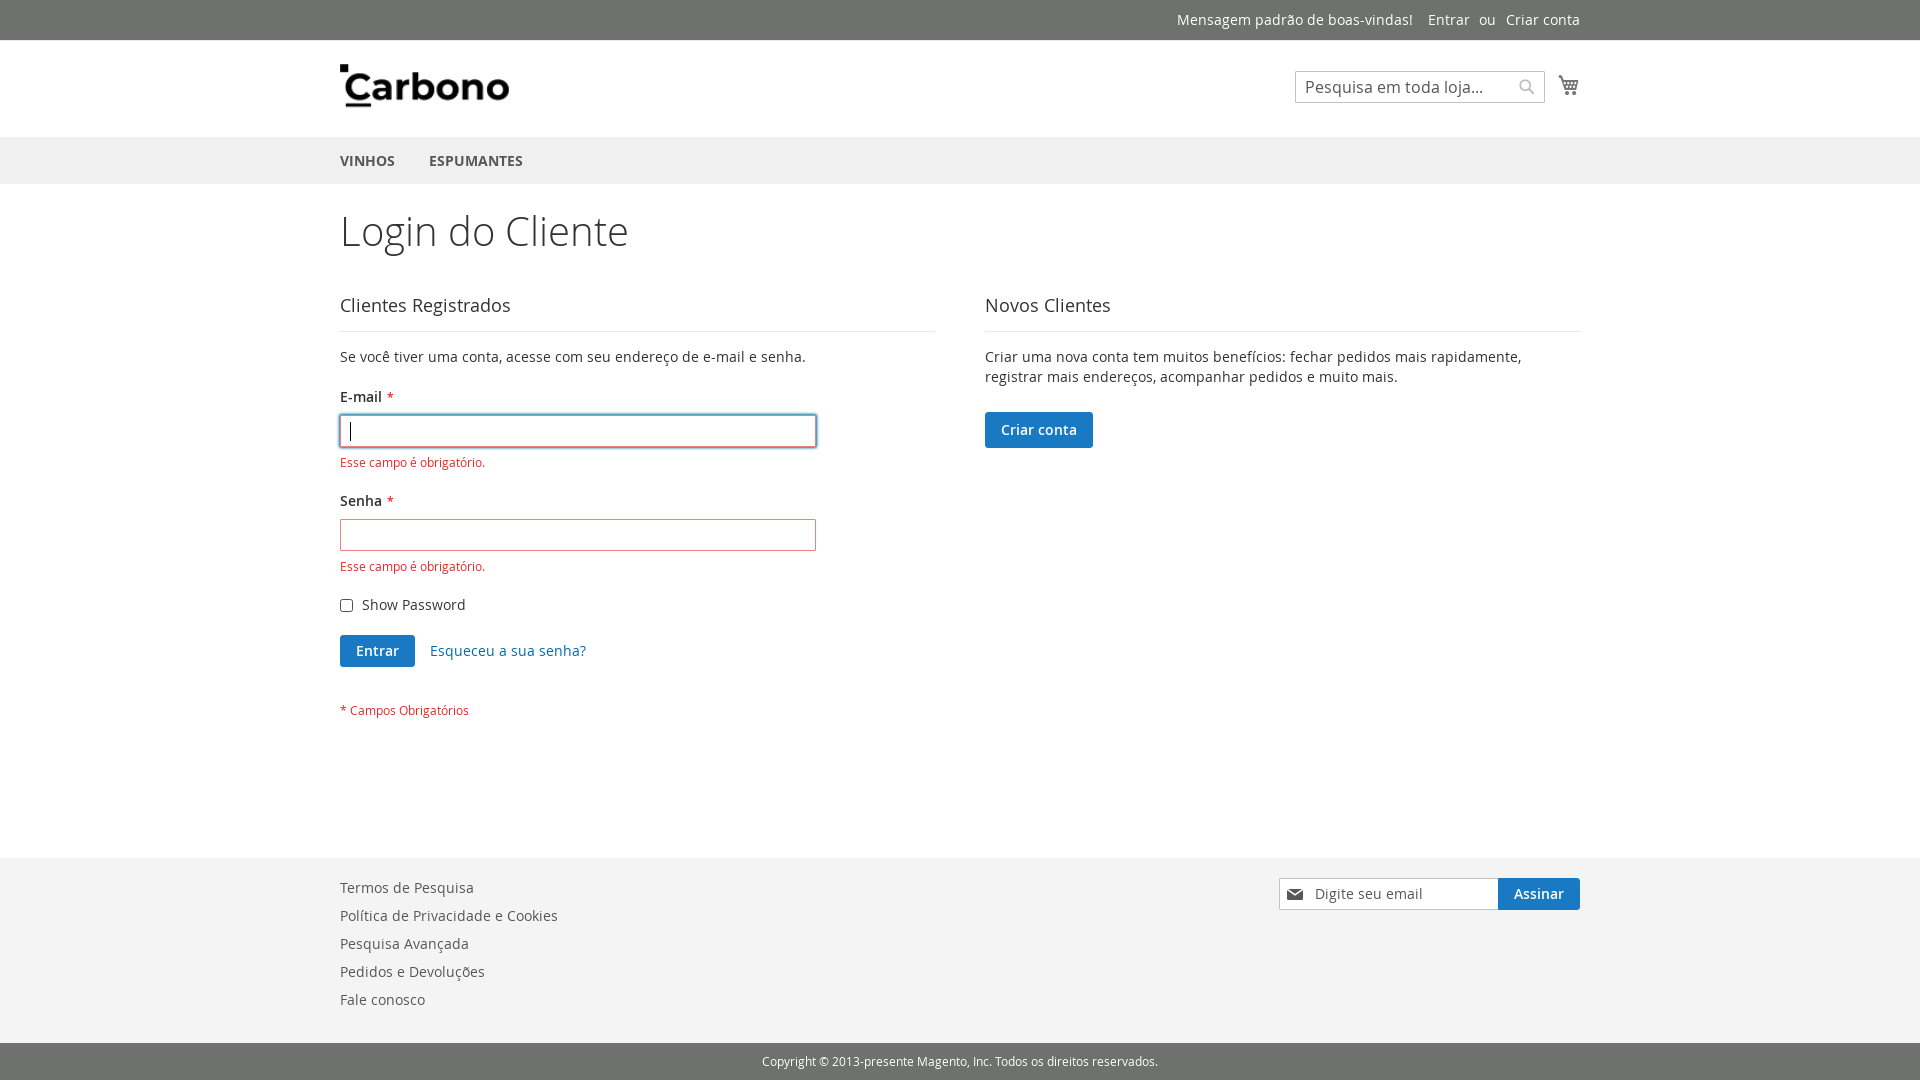 Mensagem padrão de boas-vindas! Entrar ou Criar conta
Carbono
Pesquisa em toda loja...
VINHOS ESPUMANTES
Login do Cliente
Clientes Registrados
Se você tiver uma conta, acesse com seu endereço de e-mail e senha.
E-mail *
Esse campo é obrigatório.
Senha *
Esse campo é obrigatório.
Show Password
Entrar Esqueceu a sua senha?
* Campos Obrigatórios
Novos Clientes
Criar uma nova conta tem muitos benefícios: fechar pedidos mais rapidamente,
registrar mais endereços, acompanhar pedidos e muito mais.
Criar conta
Termos de Pesquisa
Política de Privacidade e Cookies
Pesquisa Avançada
Pedidos e Devoluções
Fale conosco
Digite seu email Assinar
Copyright © 2013-presente Magento, Inc. Todos os direitos reservados.